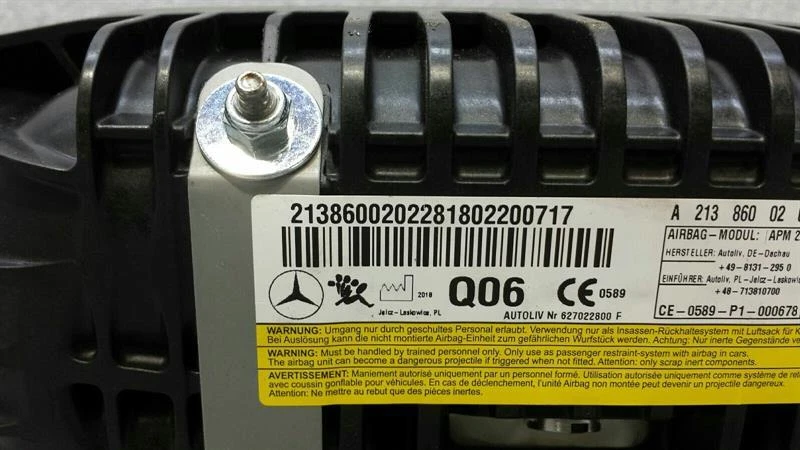 21386002022818022 00717
A 213 860 02
AIRBAG-MODUL: APM 2
HERSTELLER: Autoliv, DE-Dachau
+49-8131-295 0
EINFÜHRER: Autoliv, PL-Jelcz-Laskowice
+48-713810700
CE-0589-P1-000678
2018
Jelcz-Laskowice, PL
Q06
CE 0589
AUTOLIV Nr 627022800 F
WARNUNG: Umgang nur durch geschultes Personal erlaubt. Verwendung nur als Insassen-Rückhaltesystem mit Luftsack für
Bei Auslösung kann die nicht montierte Airbag-Einheit zum gefährlichen Wurfstück werden. Achtung: Nur inerte Gegenstände
WARNING: Must be handled by trained personnel only. Only use as passenger restraint-system with airbag in cars.
The airbag unit can become a dangerous projectile if triggered when not fitted. Attention: only scrap inert components.
AVERTISSEMENT: Maniement autorisé uniquement par un personnel formé. Utilisation autorisée uniquement comme système de
avec coussin gonflable pour véhicules. En cas de déclenchement, l'unité Airbag non montée peut devenir un projectile dangereux.
Attention: Ne mettre au rebut que des pièces inertes.